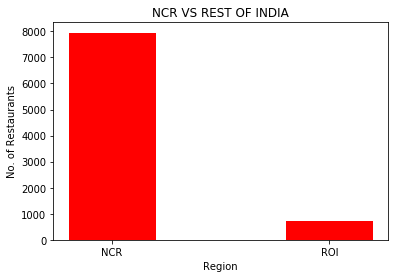 NCR VS REST OF INDIA
No. of Restaurants
8000
7000
6000
5000
4000
3000
2000
1000
0
NCR ROI
Region